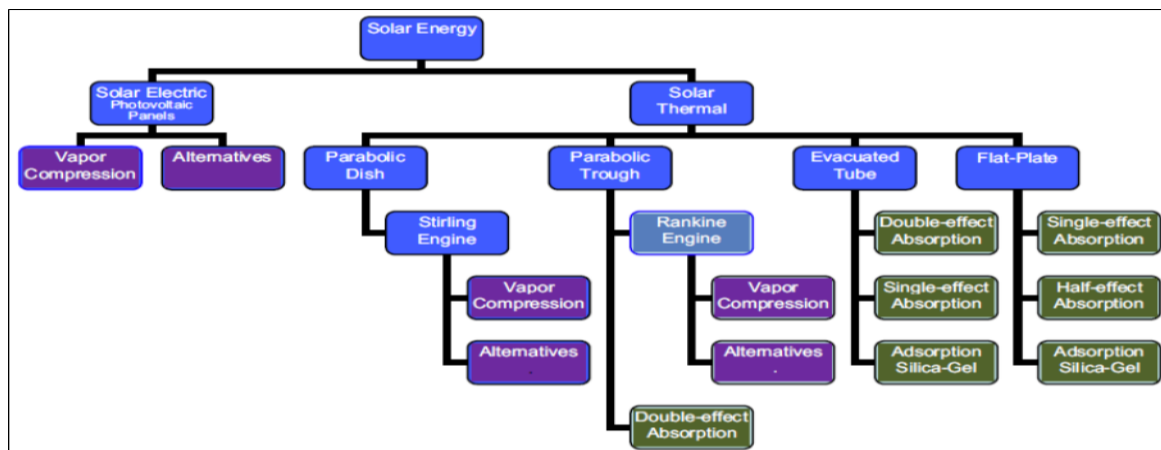 Solar Energy
Solar Electric
Photovoltaic
Panels
Solar
Thermal
Vapor
Compression
Alternatives
Parabolic
Dish
Parabolic
Trough
Evacuated
Tube
Flat-Plate
Stirling
Engine
Rankine
Engine
Double-effect
Absorption
Single-effect
Absorption
Vapor
Compression
Vapor
Compression
Single-effect
Absorption
Half-effect
Absorption
Alternatives
.
Alternatives
.
Adsorption
Silica-Gel
Adsorption
Silica-Gel
Double-effect
Absorption